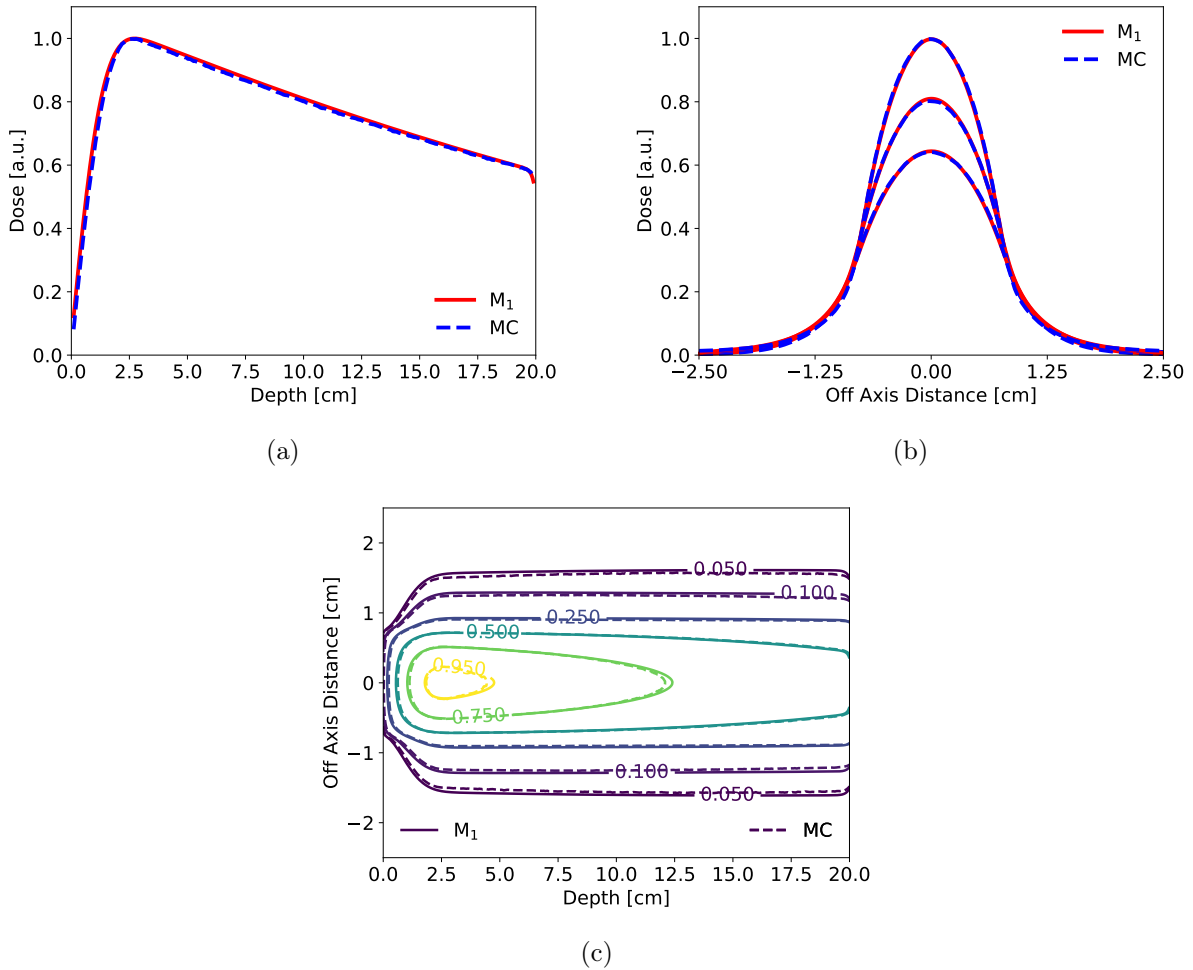 1.0
0.8
0.6
0.4
0.2
0.0
Dose [a.u.]
M1
MC
0.0 2.5 5.0 7.5 10.0 12.5 15.0 17.5 20.0
Depth [cm]
(a)
1.0
0.8
0.6
0.4
0.2
0.0
Dose [a.u.]
M1
MC
−2.50 −1.25 0.00 1.25 2.50
Off Axis Distance [cm]
(b)
2
1
0
−1
−2
Off Axis Distance [cm]
0.050
0.100
0.250
0.500
0.950
0.750
0.100
0.050
M1 MC
0.0 2.5 5.0 7.5 10.0 12.5 15.0 17.5 20.0
Depth [cm]
(c)